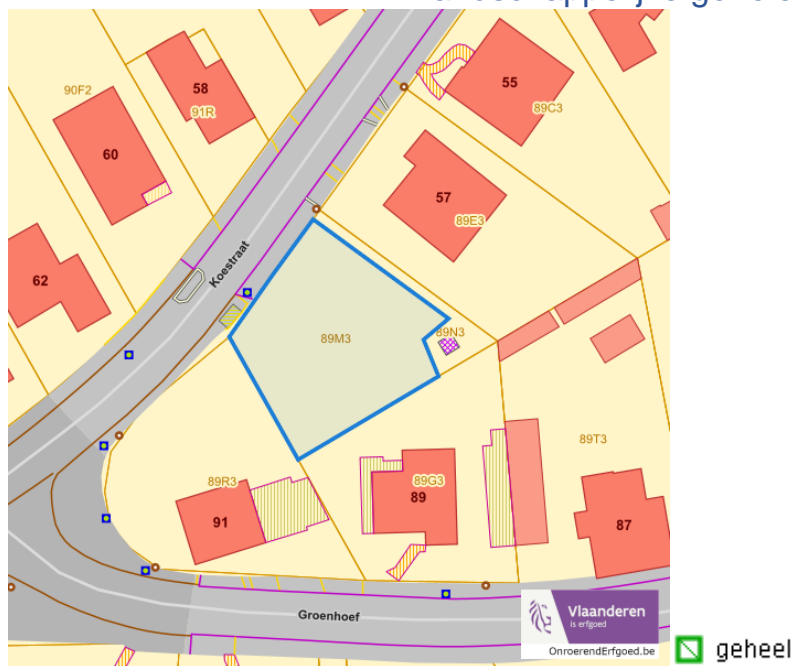 90F2
58
91R
60
62
55
89C3
57
89E3
Koestraat
89M3
89N3
89R3
91
89G3
89
89T3
87
Groenhoef
Vlaanderen
is erfgoed
OnroerendErfgoed.be
geheel